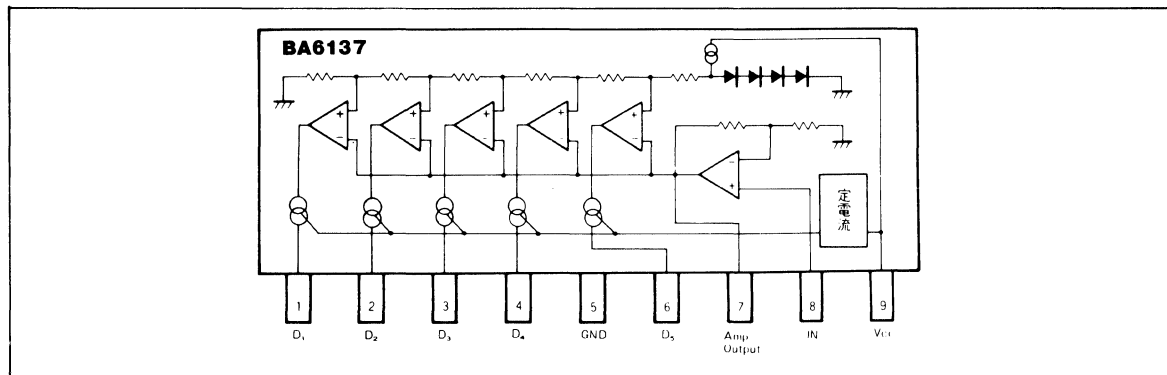 BA6137
定電流
1 2 3 4 5 6 7 8 9
D₁ D₂ D₃ D₄ GND D₅ Amp Output IN Vcc